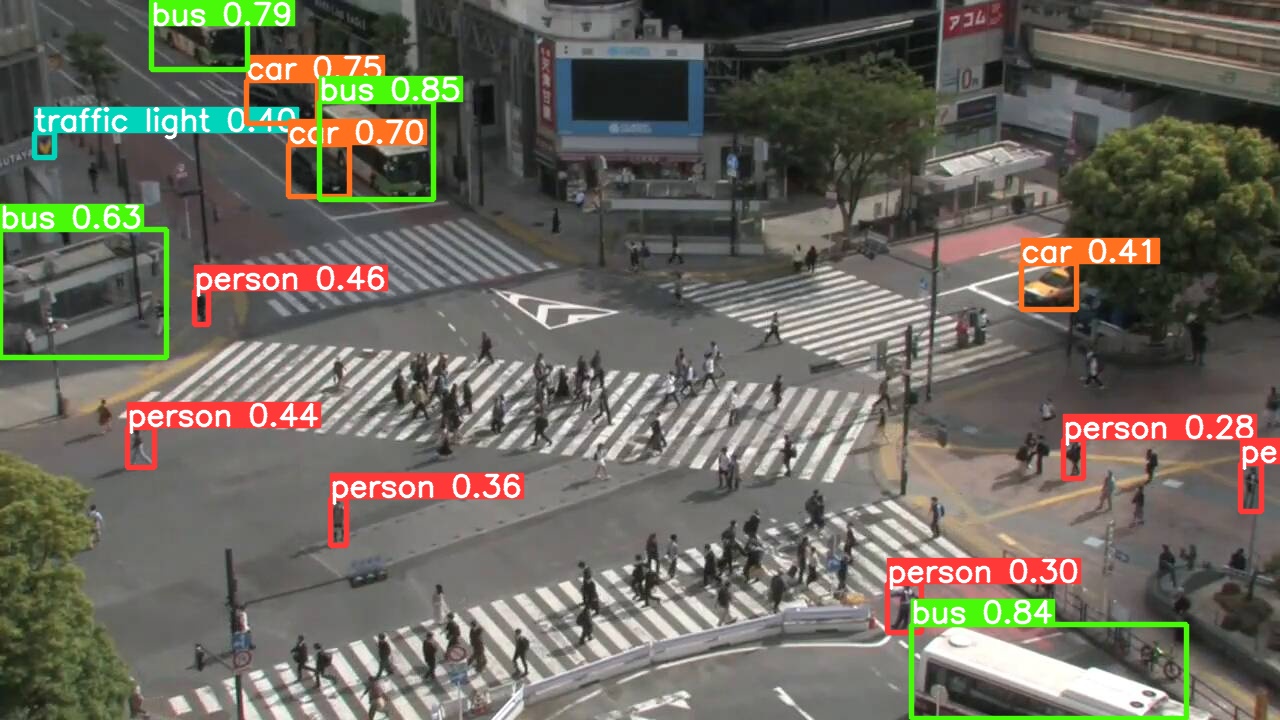 bus 0.79
car 0.75
bus 0.85
traffic light 0.40
car 0.70
bus 0.63
person 0.46
car 0.41
person 0.44
person 0.28
pe
person 0.36
person 0.30
bus 0.84
アコム